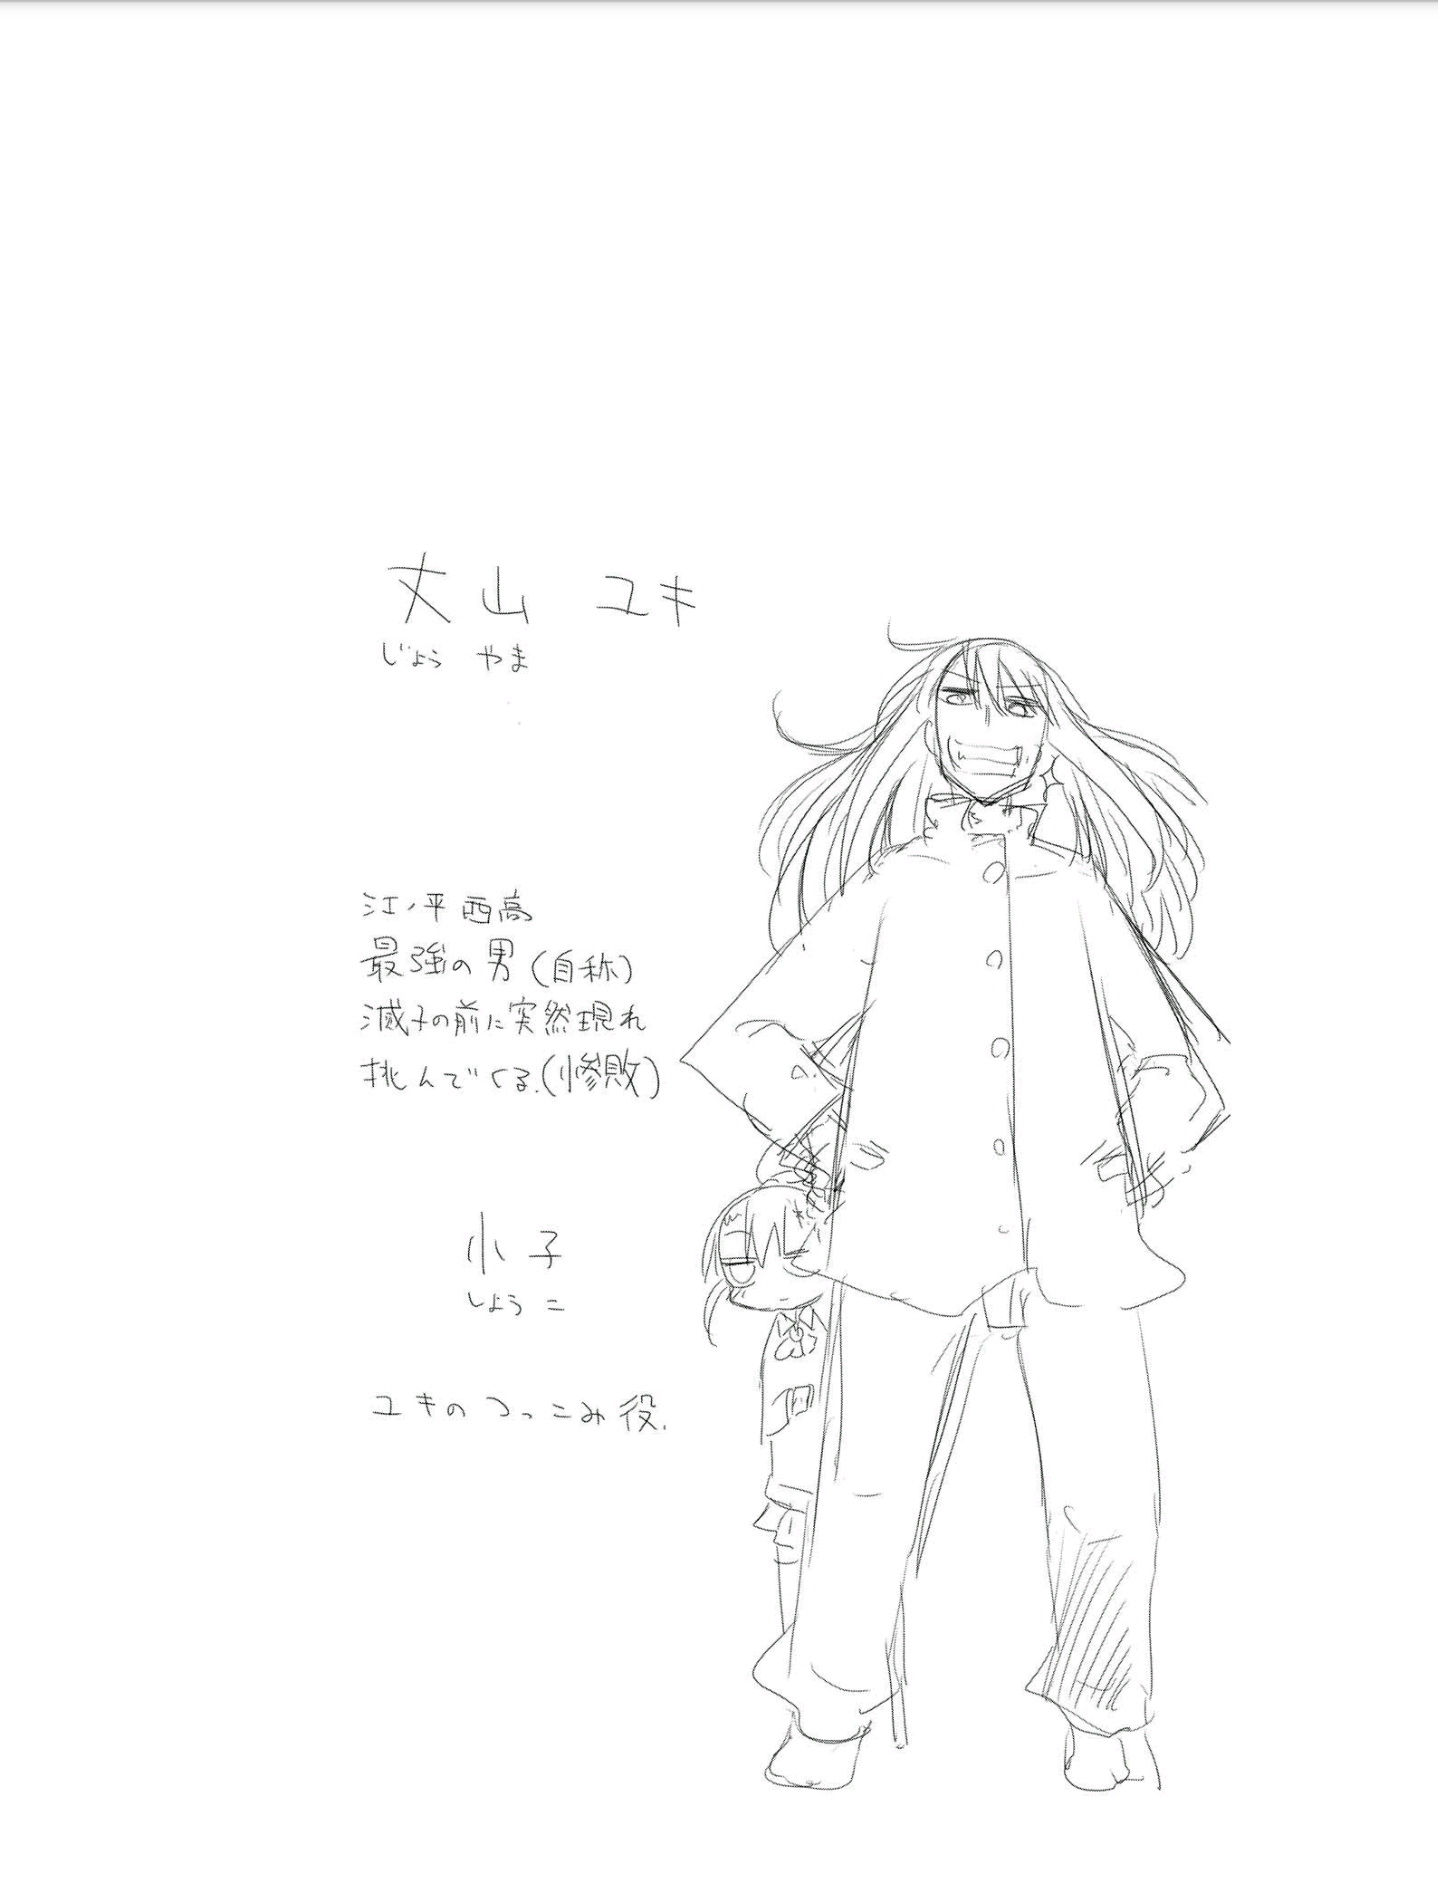 丈山 ユキ
じょう やま
江ノ平西高
最強の男(自称)
滅子の前に突然現れ
挑んでくる.(惨敗)
小子
しょうこ
ユキのつっこみ役.